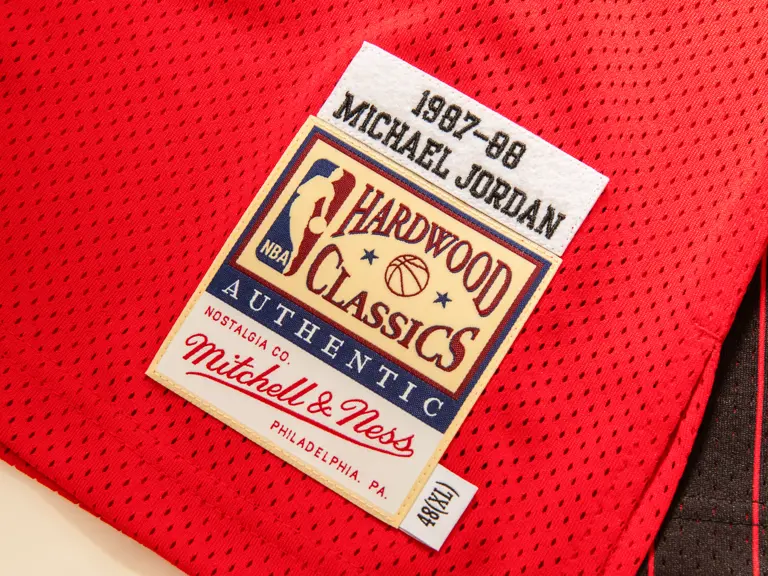 1987-88
MICHAEL JORDAN
HARDWOOD
CLASSICS
NBA
AUTHENTIC
NOSTALGIA CO.
Mitchell & Ness
PHILADELPHIA, PA.
48(XL)